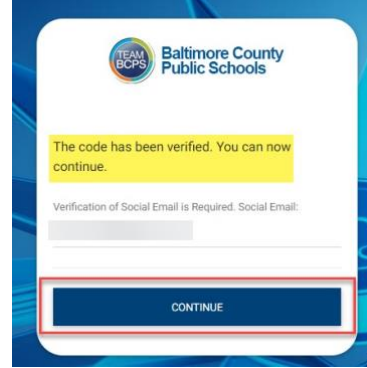 TEAM
BCPS
Baltimore County
Public Schools
The code has been verified. You can now
continue.
Verification of Social Email is Required. Social Email:
CONTINUE